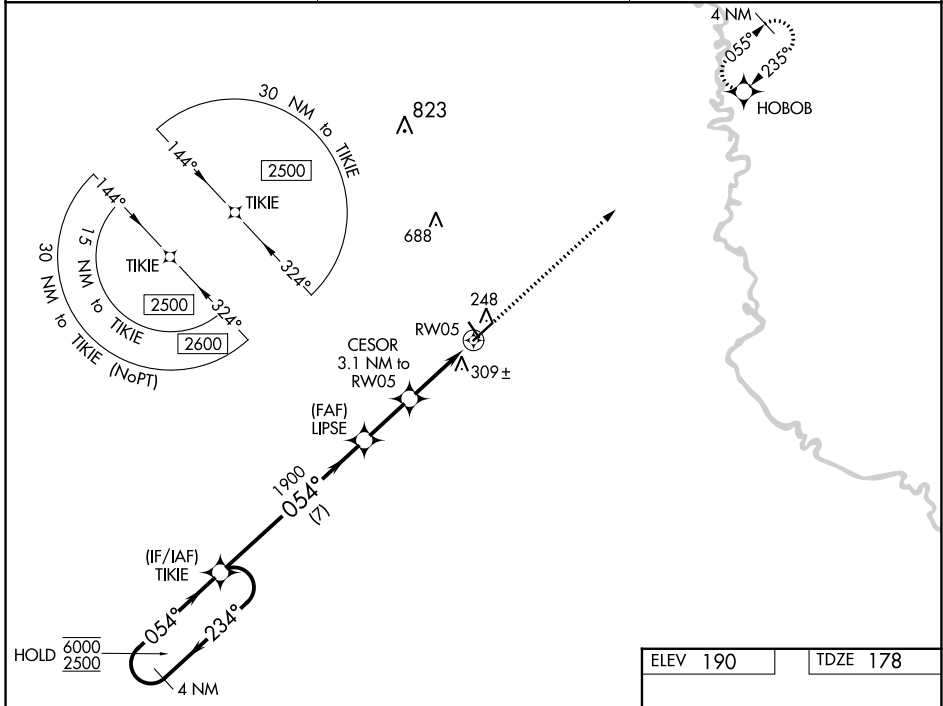 4 NM
055°
235°
HOBOB
30 NM to TIKIE
144°
2500
TIKIE
324°
823
688
144°
TIKIE
324°
15 NM to TIKIE
2500
2600
30 NM to TIKIE (NoPT)
248
RW05
CESOR
3.1 NM to
RW05
309±
(FAF)
LIPSE
1900
054°
(7)
(IF/IAF)
TIKIE
054°
234°
HOLD 6000
2500
4 NM
ELEV 190
TDZE 178